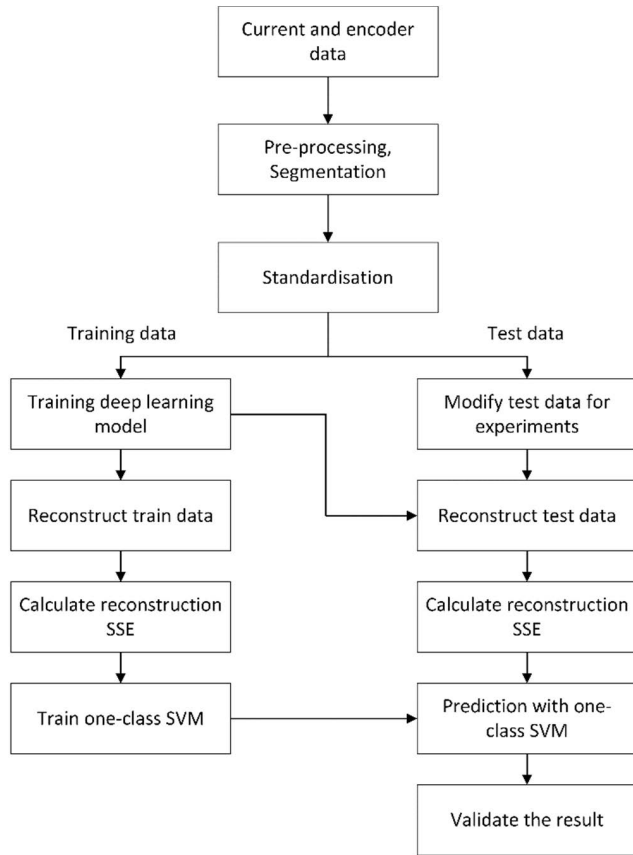 Current and encoder
data
Pre-processing,
Segmentation
Standardisation
Training data
Test data
Training deep learning
model
Modify test data for
experiments
Reconstruct train data
Reconstruct test data
Calculate reconstruction
SSE
Calculate reconstruction
SSE
Train one-class SVM
Prediction with one-
class SVM
Validate the result